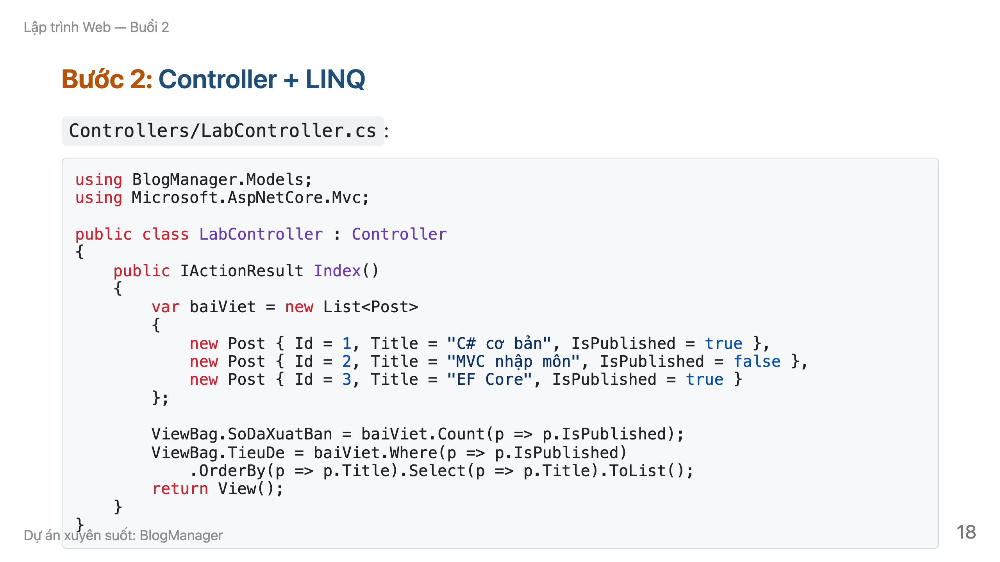 Lập trình Web — Buổi 2
Bước 2: Controller + LINQ
Controllers/LabController.cs :
using BlogManager.Models;
using Microsoft.AspNetCore.Mvc;
public class LabController : Controller
{
    public IActionResult Index()
    {
        var baiViet = new List<Post>
        {
            new Post { Id = 1, Title = "C# cơ bản", IsPublished = true },
            new Post { Id = 2, Title = "MVC nhập môn", IsPublished = false },
            new Post { Id = 3, Title = "EF Core", IsPublished = true }
        };
        ViewBag.SoDaXuatBan = baiViet.Count(p => p.IsPublished);
        ViewBag.TieuDe = baiViet.Where(p => p.IsPublished)
            .OrderBy(p => p.Title).Select(p => p.Title).ToList();
        return View();
    }
}
Dự án xuyên suốt: BlogManager
18